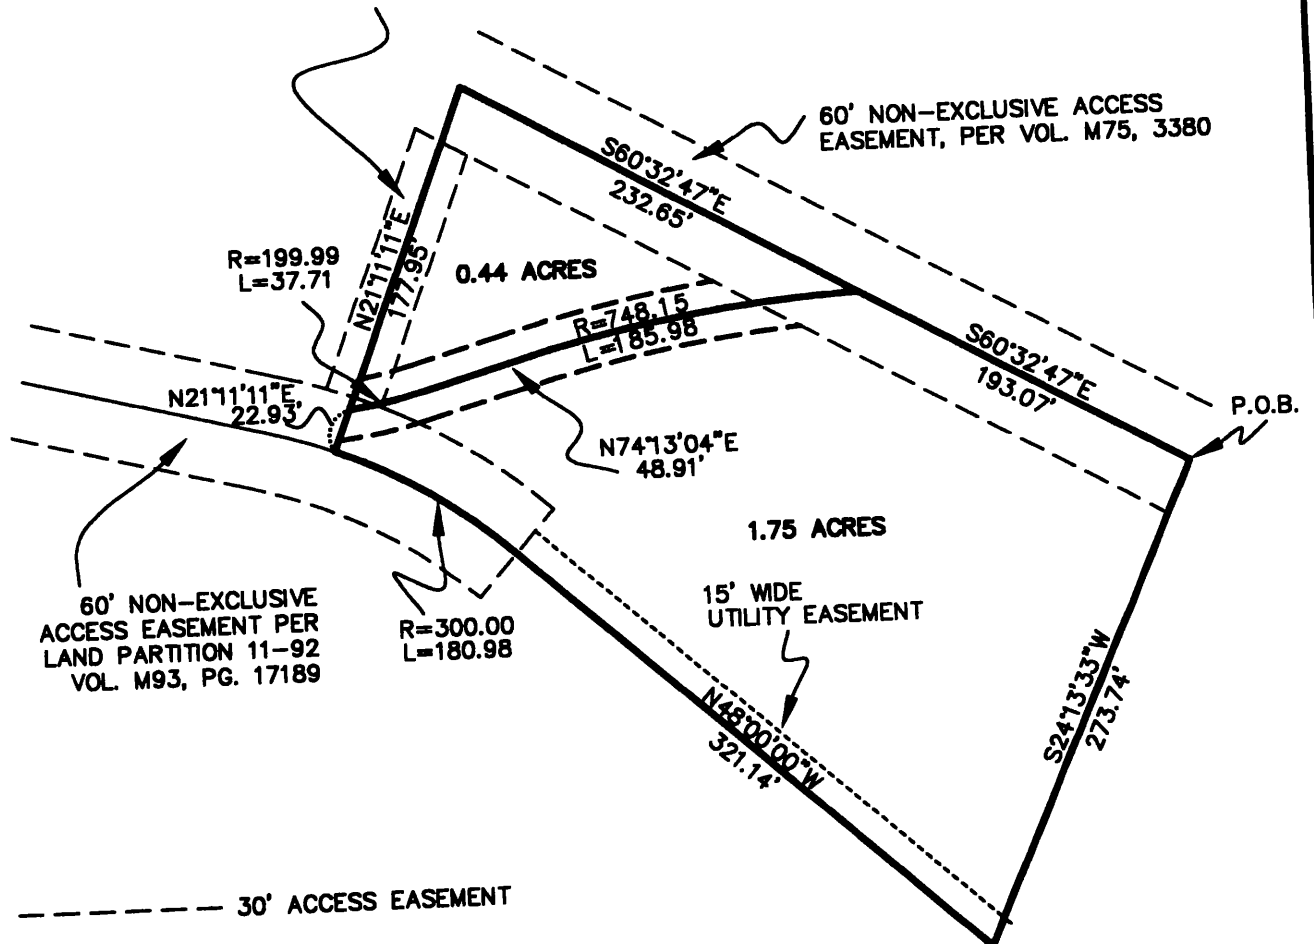 60' NON-EXCLUSIVE ACCESS
EASEMENT, PER VOL. M75, 3380
S60°32'47"E
232.65'
N21°11'11"E
177.95'
R=199.99
L=37.71
0.44 ACRES
R=748.15
L=185.98
S60°32'47"E
193.07'
P.O.B.
N21°11'11"E
22.93'
N74°13'04"E
48.91'
1.75 ACRES
60' NON-EXCLUSIVE
ACCESS EASEMENT PER
LAND PARTITION 11-92
VOL. M93, PG. 17189
R=300.00
L=180.98
15' WIDE
UTILITY EASEMENT
N48°00'00"W
321.14'
S24°13'33"W
273.74'
30' ACCESS EASEMENT